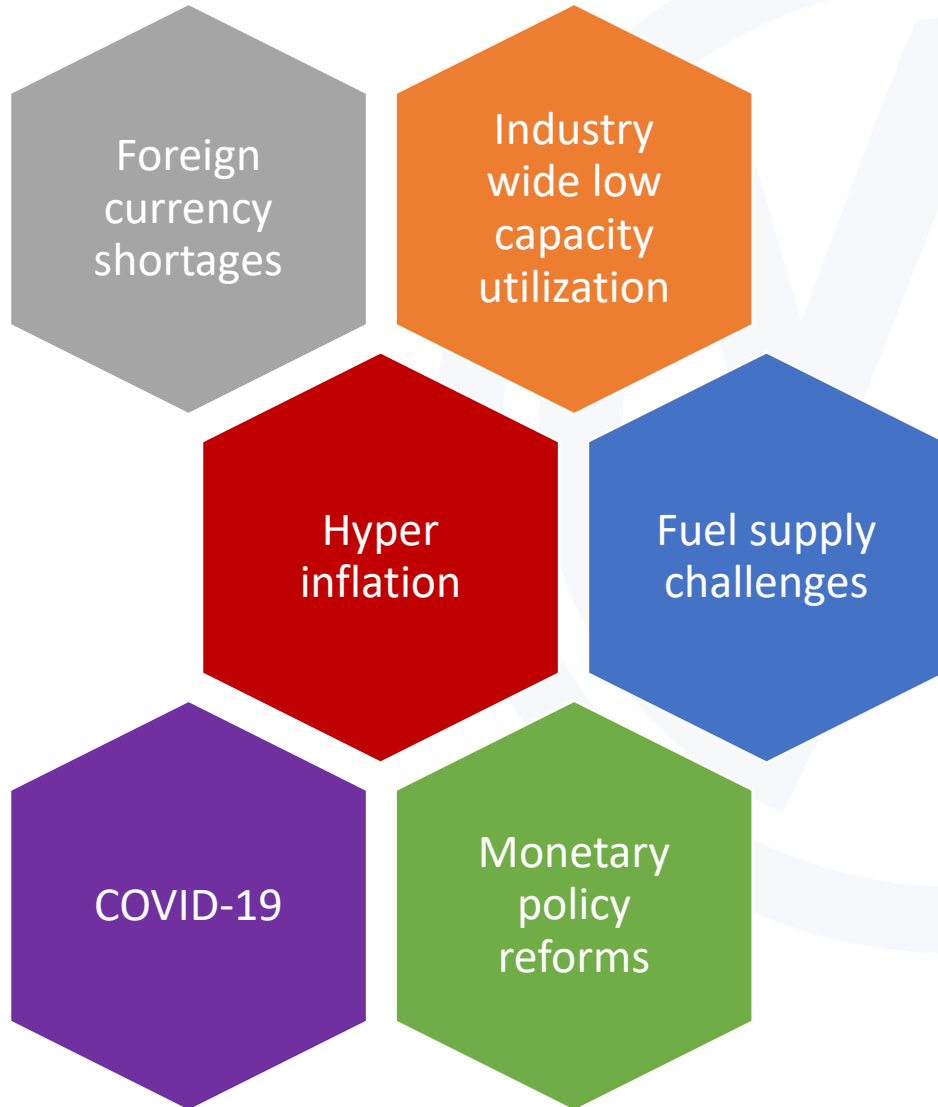 Foreign
currency
shortages
Industry
wide low
capacity
utilization
Hyper
inflation
Fuel supply
challenges
COVID-19
Monetary
policy
reforms